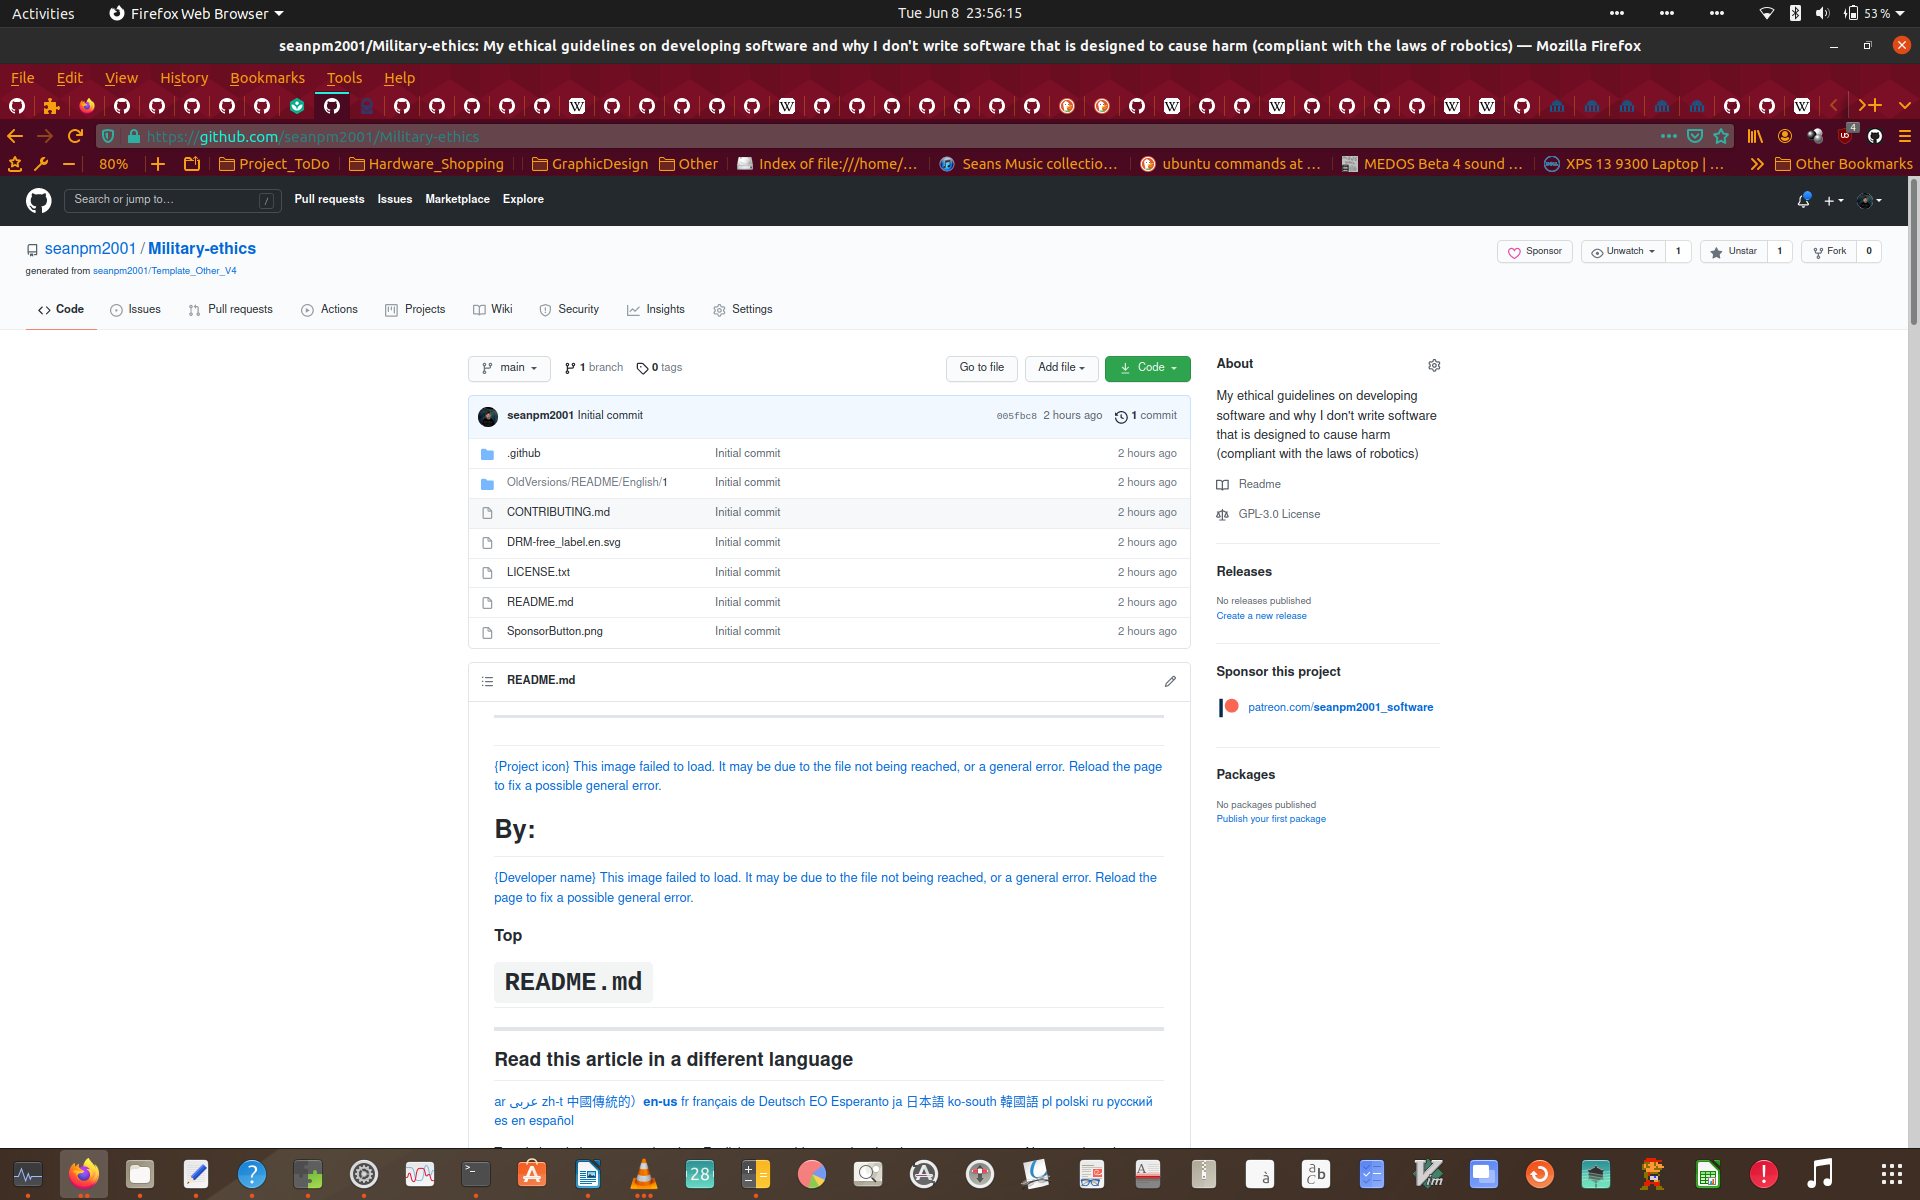 Activities
Firefox Web Browser
Tue Jun 8 23:56:15
53 %
seanpm2001/Military-ethics: My ethical guidelines on developing software and why I don't write software that is designed to cause harm (compliant with the laws of robotics) — Mozilla Firefox
File Edit View History Bookmarks Tools Help
https://github.com/seanpm2001/Military-ethics
4
80%
Project_ToDo
Hardware_Shopping
GraphicDesign
Other
Index of file:///home/…
Seans Music collectio…
ubuntu commands at …
MEDOS Beta 4 sound …
XPS 13 9300 Laptop | …
Other Bookmarks
Search or jump to…
/
Pull requests
Issues
Marketplace
Explore
seanpm2001 / Military-ethics
generated from seanpm2001/Template_Other_V4
Sponsor
Unwatch 1
Unstar 1
Fork 0
Code
Issues
Pull requests
Actions
Projects
Wiki
Security
Insights
Settings
main
1 branch
0 tags
Go to file
Add file
Code
seanpm2001 Initial commit
005fbc8 2 hours ago
1 commit
.github Initial commit 2 hours ago
OldVersions/README/English/1 Initial commit 2 hours ago
CONTRIBUTING.md Initial commit 2 hours ago
DRM-free_label.en.svg Initial commit 2 hours ago
LICENSE.txt Initial commit 2 hours ago
README.md Initial commit 2 hours ago
SponsorButton.png Initial commit 2 hours ago
README.md
{Project icon} This image failed to load. It may be due to the file not being reached, or a general error. Reload the page
to fix a possible general error.
By:
{Developer name} This image failed to load. It may be due to the file not being reached, or a general error. Reload the
page to fix a possible general error.
Top
README.md
Read this article in a different language
ar عربى zh-t 中國傳統的）en-us fr français de Deutsch EO Esperanto ja 日本語 ko-south 韓國語 pl polski ru русский
es en español
About
My ethical guidelines on developing
software and why I don't write software
that is designed to cause harm
(compliant with the laws of robotics)
Readme
GPL-3.0 License
Releases
No releases published
Create a new release
Sponsor this project
patreon.com/seanpm2001_software
Packages
No packages published
Publish your first package
28